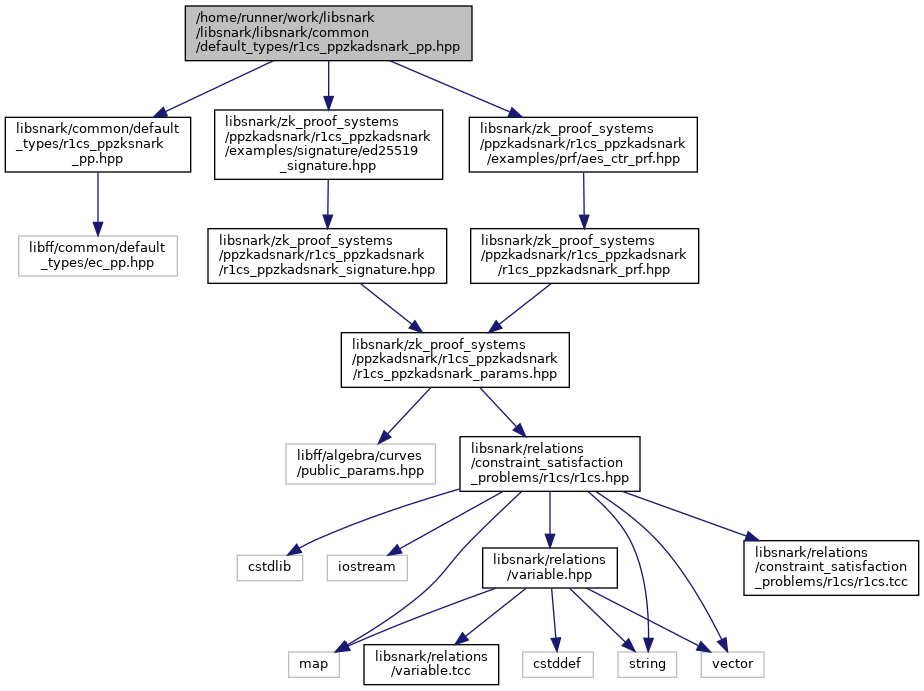 /home/runner/work/libsnark
/libsnark/libsnark/common
/default_types/r1cs_ppzkadsnark_pp.hpp
libsnark/common/default
_types/r1cs_ppzksnark
_pp.hpp
libsnark/zk_proof_systems
/ppzkadsnark/r1cs_ppzkadsnark
/examples/signature/ed25519
_signature.hpp
libsnark/zk_proof_systems
/ppzkadsnark/r1cs_ppzkadsnark
/examples/prf/aes_ctr_prf.hpp
libff/common/default
_types/ec_pp.hpp
libsnark/zk_proof_systems
/ppzkadsnark/r1cs_ppzkadsnark
/r1cs_ppzkadsnark_signature.hpp
libsnark/zk_proof_systems
/ppzkadsnark/r1cs_ppzkadsnark
/r1cs_ppzkadsnark_prf.hpp
libsnark/zk_proof_systems
/ppzkadsnark/r1cs_ppzkadsnark
/r1cs_ppzkadsnark_params.hpp
libff/algebra/curves
/public_params.hpp
libsnark/relations
/constraint_satisfaction
_problems/r1cs/r1cs.hpp
cstdlib
iostream
libsnark/relations
/variable.hpp
libsnark/relations
/constraint_satisfaction
_problems/r1cs/r1cs.tcc
map
libsnark/relations
/variable.tcc
cstddef
string
vector